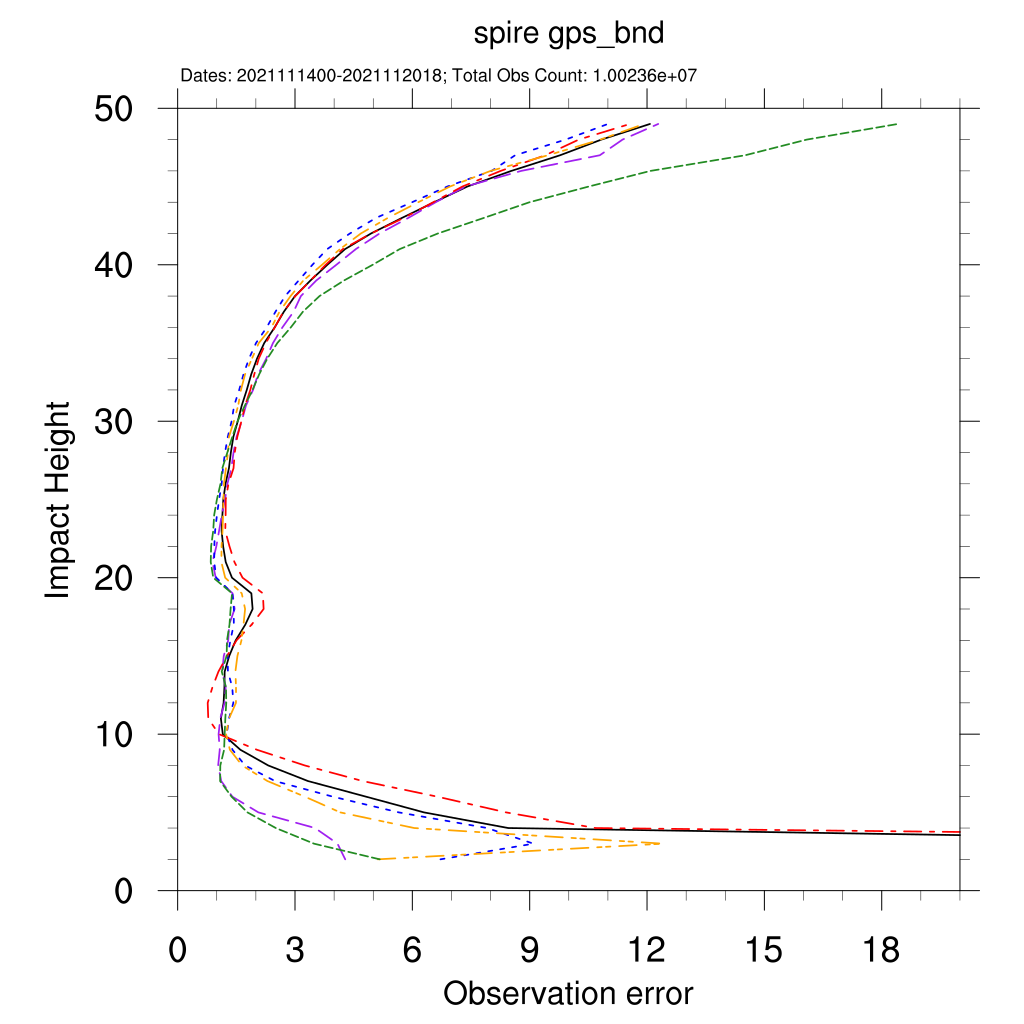 spire gps_bnd
Dates: 2021111400-2021112018; Total Obs Count: 1.00236e+07
50
40
30
20
10
0
Impact Height
0 3 6 9 12 15 18
Observation error